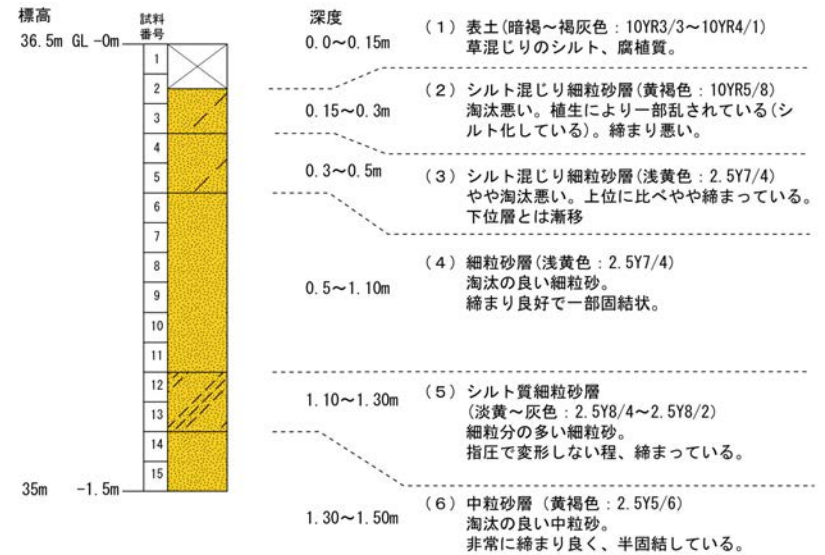 標高
試料
番号
深度
36.5m GL -0m
1
2
3
4
5
6
7
8
9
10
11
12
13
14
15
35m -1.5m
0.0～0.15m
(1) 表土(暗褐～褐灰色：10YR3/3～10YR4/1)
草混じりのシルト、腐植質。
0.15～0.3m
(2) シルト混じり細粒砂層(黄褐色：10YR5/8)
淘汰悪い。植生により一部乱されている(シ
ルト化している)。締まり悪い。
0.3～0.5m
(3) シルト混じり細粒砂層(浅黄色：2.5Y7/4)
やや淘汰悪い。上位に比べやや締まっている。
下位層とは漸移
0.5～1.10m
(4) 細粒砂層(浅黄色：2.5Y7/4)
淘汰の良い細粒砂。
締まり良好で一部固結状。
1.10～1.30m
(5) シルト質細粒砂層
(淡黄～灰色：2.5Y8/4～2.5Y8/2)
細粒分の多い細粒砂。
指圧で変形しない程、締まっている。
1.30～1.50m
(6) 中粒砂層 (黄褐色：2.5Y5/6)
淘汰の良い中粒砂。
非常に締まり良く、半固結している。